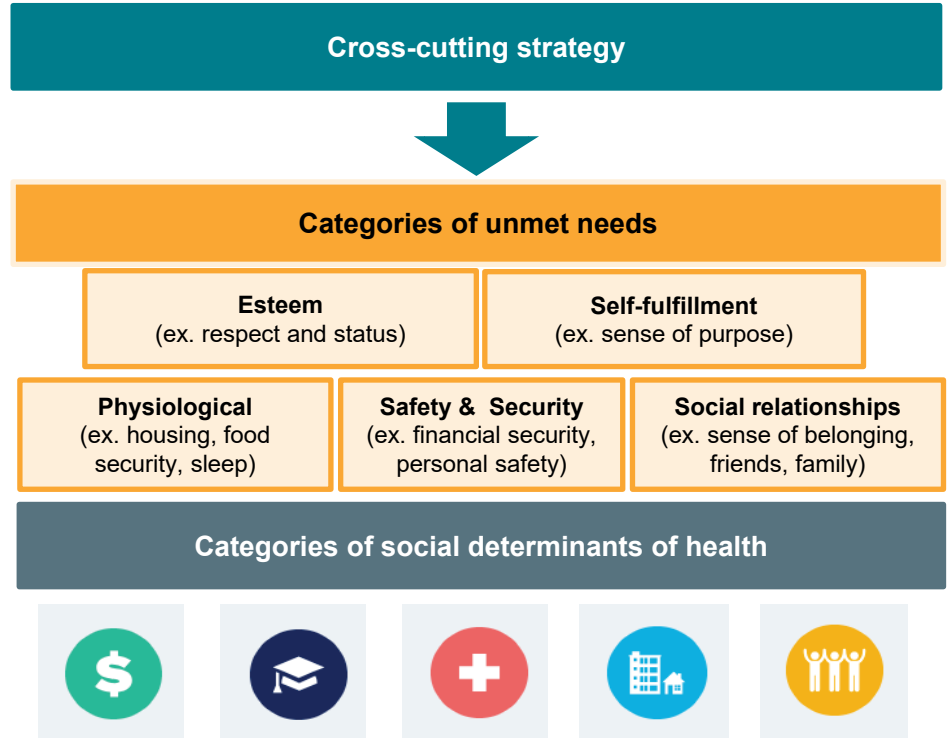 Cross-cutting strategy
Categories of unmet needs
Esteem
(ex. respect and status)
Self-fulfillment
(ex. sense of purpose)
Physiological
(ex. housing, food
security, sleep)
Safety &  Security
(ex. financial security,
personal safety)
Social relationships
(ex. sense of belonging,
friends, family)
Categories of social determinants of health
$